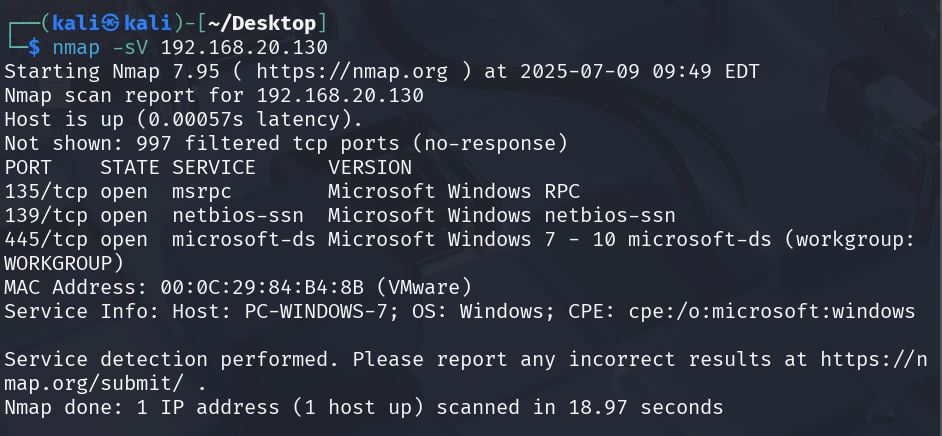 ┌──(kali㉿kali)-[~/Desktop]
└─$ nmap -sV 192.168.20.130
Starting Nmap 7.95 ( https://nmap.org ) at 2025-07-09 09:49 EDT
Nmap scan report for 192.168.20.130
Host is up (0.00057s latency).
Not shown: 997 filtered tcp ports (no-response)
PORT    STATE SERVICE      VERSION
135/tcp open  msrpc        Microsoft Windows RPC
139/tcp open  netbios-ssn  Microsoft Windows netbios-ssn
445/tcp open  microsoft-ds Microsoft Windows 7 - 10 microsoft-ds (workgroup:
WORKGROUP)
MAC Address: 00:0C:29:84:B4:8B (VMware)
Service Info: Host: PC-WINDOWS-7; OS: Windows; CPE: cpe:/o:microsoft:windows

Service detection performed. Please report any incorrect results at https://n
map.org/submit/ .
Nmap done: 1 IP address (1 host up) scanned in 18.97 seconds